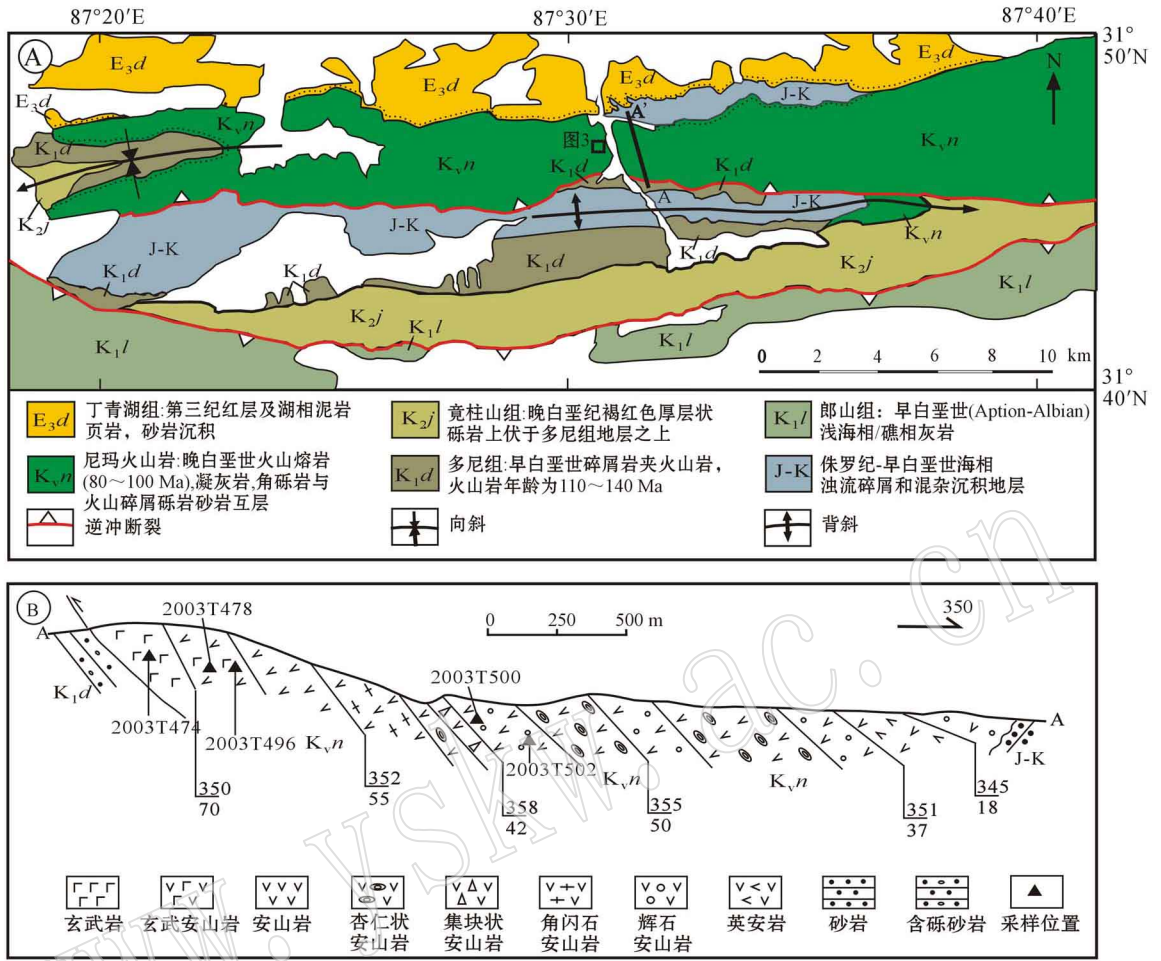 87°20′E 87°30′E 87°40′E
31°
50′N
A
E₃d E₃d E₃d E₃d
N
E₃d
J-K
A′
Kᵥn
Kᵥn
图3
Kᵥn
K₁d
K₁d
K₁d
K₂j
A
J-K
J-K
J-K
Kᵥn
K₁d
K₁d
K₁d
K₁d
K₂j
K₁l
K₂j
K₁l
K₁l
K₁l
0 2 4 6 8 10 km
31°
40′N
E₃d
丁青湖组:第三纪红层及湖相泥岩
页岩，砂岩沉积
K₂j
竟柱山组:晚白垩纪褐红色厚层状
砾岩上伏于多尼组地层之上
K₁l
郎山组：早白垩世(Aption-Albian)
浅海相/礁相灰岩
Kᵥn
尼玛火山岩:晚白垩世火山熔岩
(80～100 Ma),凝灰岩,角砾岩与
火山碎屑砾岩砂岩互层
K₁d
多尼组:早白垩世碎屑岩夹火山岩，
火山岩年龄为110～140 Ma
J-K
侏罗纪-早白垩世海相
浊流碎屑和混杂沉积地层
逆冲断裂
向斜
背斜
B
2003T478
0 250 500 m
350
A
2003T500
K₁d
2003T474
2003T496
Kᵥn
2003T502
Kᵥn
Kᵥn
A
J-K
350
70
352
55
358
42
355
50
351
37
345
18
玄武岩
玄武安山岩
安山岩
杏仁状
安山岩
集块状
安山岩
角闪石
安山岩
辉石
安山岩
英安岩
砂岩
含砾砂岩
采样位置
www.yskw.ac.cn